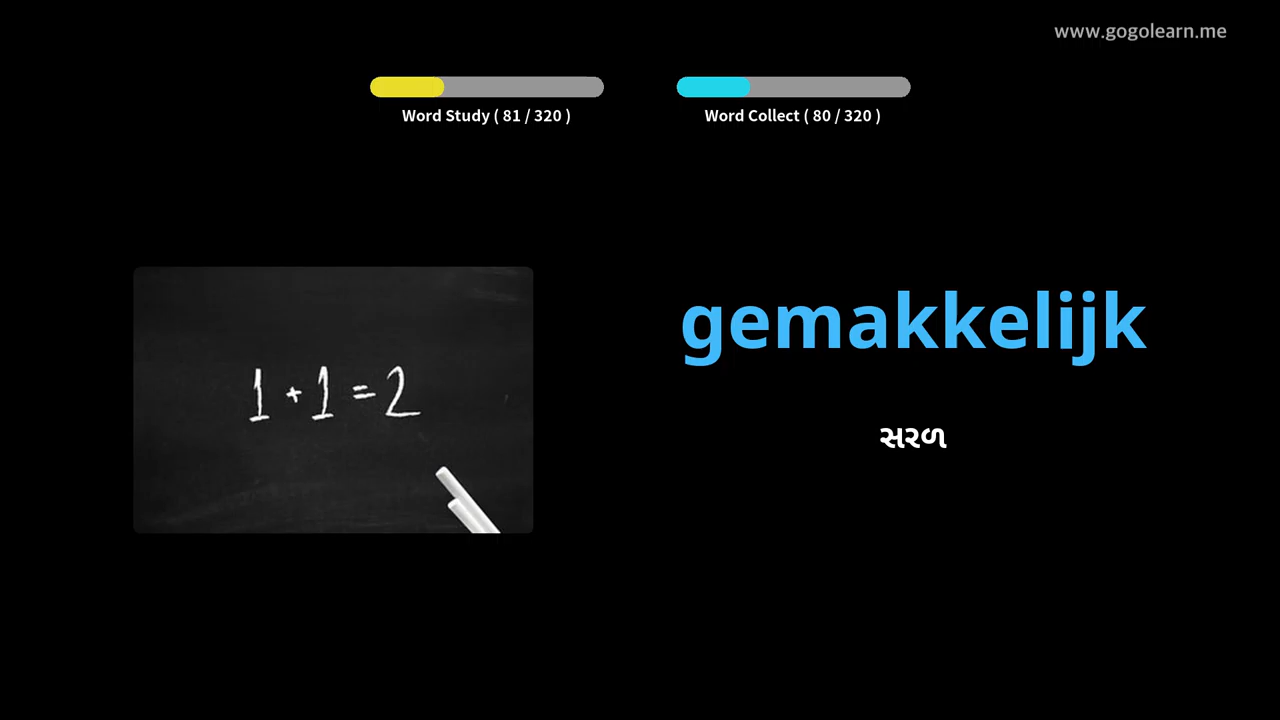 www.gogolearn.me
Word Study ( 81 / 320 )
Word Collect ( 80 / 320 )
1 + 1 = 2
gemakkelijk
સરળ